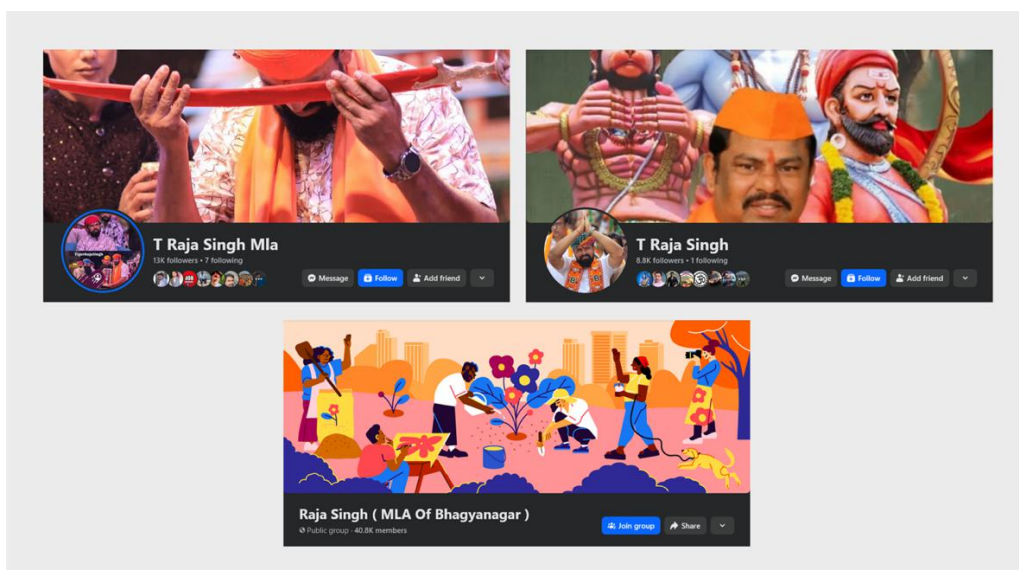 T Raja Singh Mla
13K followers • 7 following
Message
Follow
Add friend
T Raja Singh
8.8K followers • 1 following
Message
Follow
Add friend
Raja Singh ( MLA Of Bhagyanagar )
Public group · 40.8K members
Join group
Share